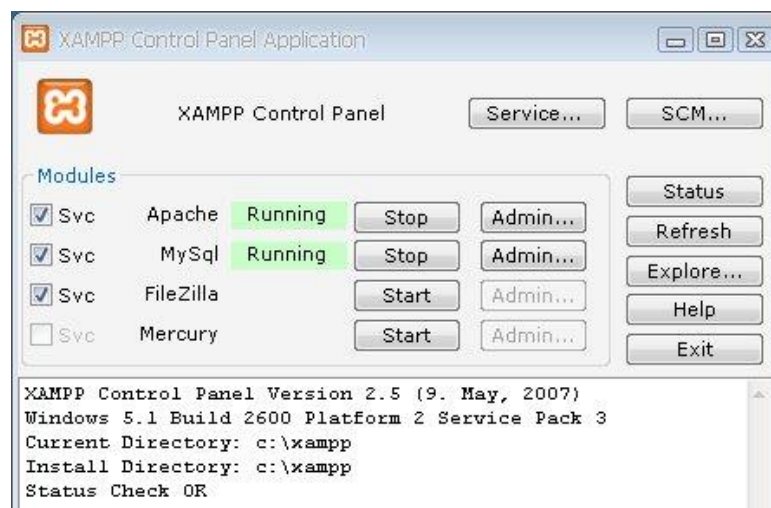 XAMPP Control Panel Application
XAMPP Control Panel Service... SCM...
Modules
Svc Apache Running Stop Admin...
Svc MySql Running Stop Admin...
Svc FileZilla Start Admin...
Svc Mercury Start Admin...
Status
Refresh
Explore...
Help
Exit
XAMPP Control Panel Version 2.5 (9. May, 2007)
Windows 5.1 Build 2600 Platform 2 Service Pack 3
Current Directory: c:\xampp
Install Directory: c:\xampp
Status Check OK